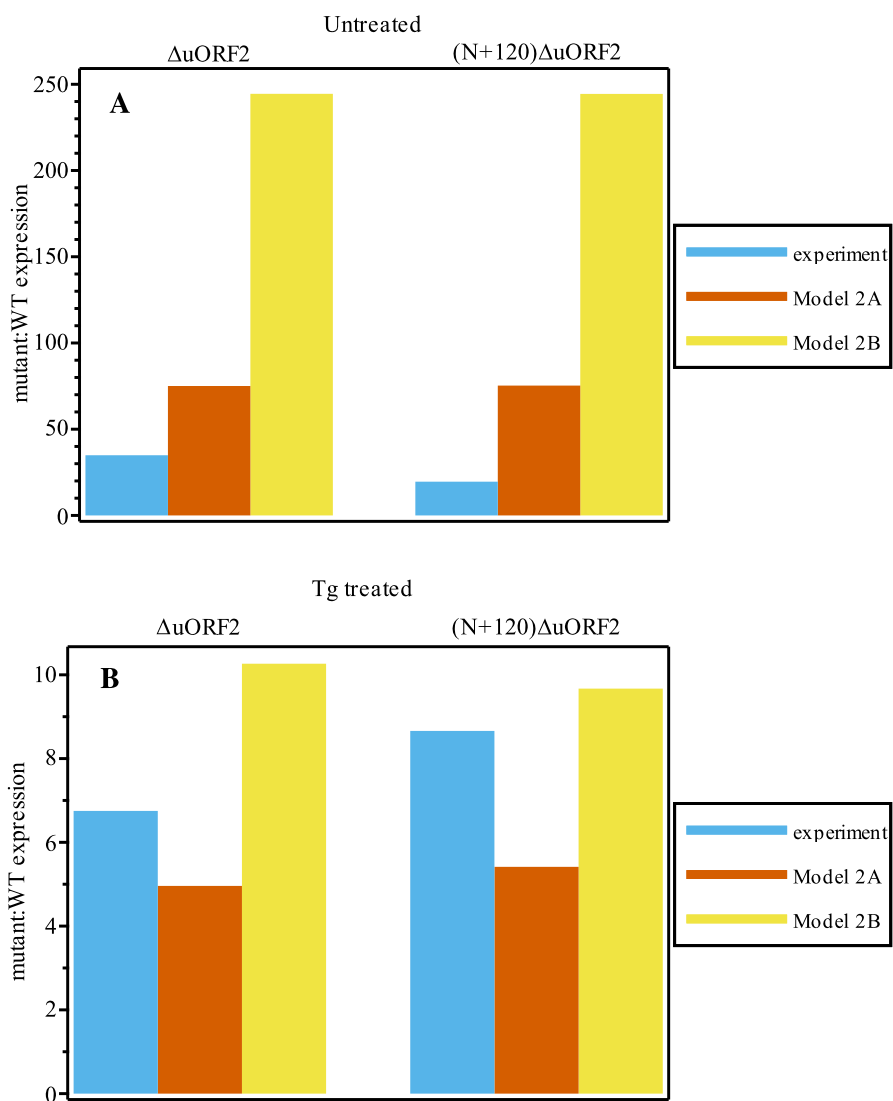 Untreated
ΔuORF2 (N+120)ΔuORF2
A
250
200
150
100
50
0
mutant:WT expression
experiment
Model 2A
Model 2B
Tg treated
ΔuORF2 (N+120)ΔuORF2
B
10
8
6
4
2
0
mutant:WT expression
experiment
Model 2A
Model 2B